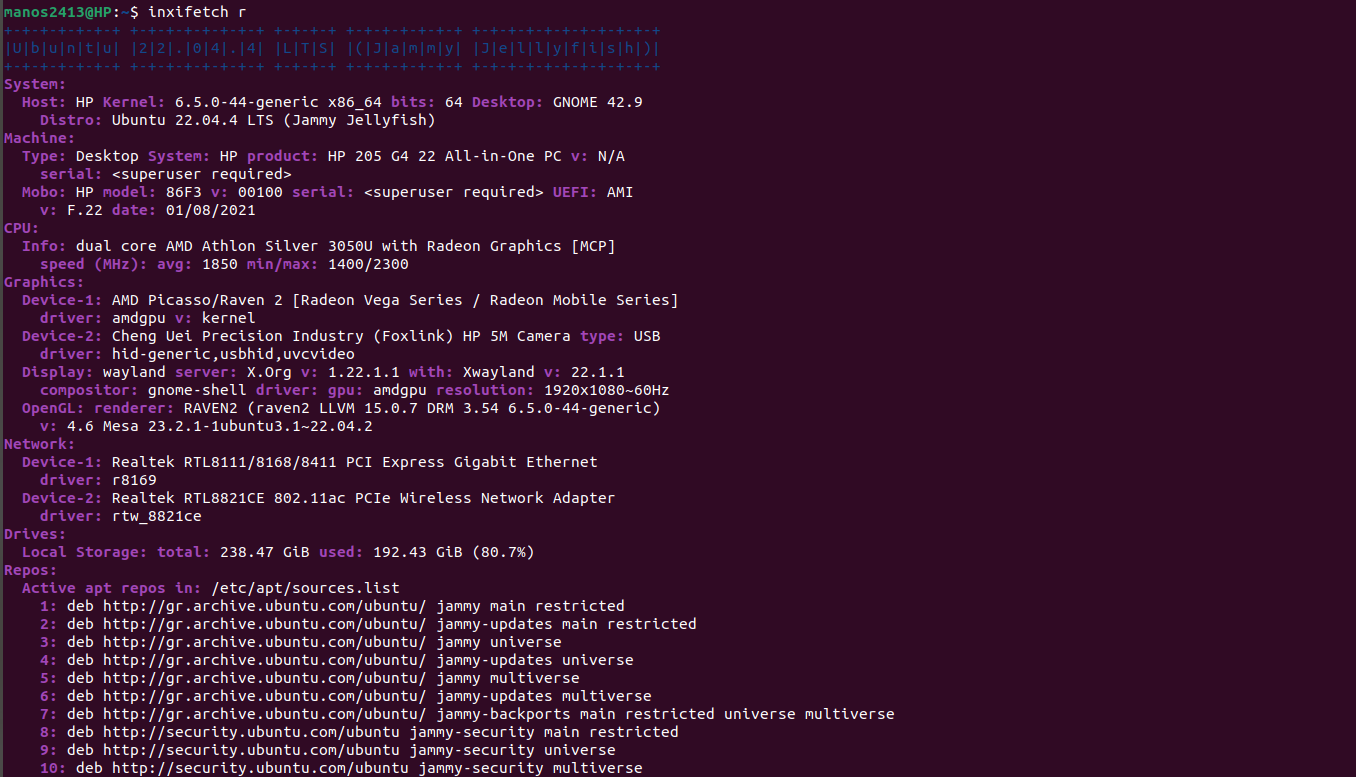 manos2413@HP:~$ inxifetch r
+-+-+-+-+-+-+ +-+-+-+-+-+-+-+ +-+-+-+ +-+-+-+-+-+-+ +-+-+-+-+-+-+-+-+-+-+
|U|b|u|n|t|u| |2|2|.|0|4|.|4| |L|T|S| |(|J|a|m|m|y| |J|e|l|l|y|f|i|s|h|)|
+-+-+-+-+-+-+ +-+-+-+-+-+-+-+ +-+-+-+ +-+-+-+-+-+-+ +-+-+-+-+-+-+-+-+-+-+
System:
  Host: HP Kernel: 6.5.0-44-generic x86_64 bits: 64 Desktop: GNOME 42.9
    Distro: Ubuntu 22.04.4 LTS (Jammy Jellyfish)
Machine:
  Type: Desktop System: HP product: HP 205 G4 22 All-in-One PC v: N/A
    serial: <superuser required>
  Mobo: HP model: 86F3 v: 00100 serial: <superuser required> UEFI: AMI
    v: F.22 date: 01/08/2021
CPU:
  Info: dual core AMD Athlon Silver 3050U with Radeon Graphics [MCP]
    speed (MHz): avg: 1850 min/max: 1400/2300
Graphics:
  Device-1: AMD Picasso/Raven 2 [Radeon Vega Series / Radeon Mobile Series]
    driver: amdgpu v: kernel
  Device-2: Cheng Uei Precision Industry (Foxlink) HP 5M Camera type: USB
    driver: hid-generic,usbhid,uvcvideo
  Display: wayland server: X.Org v: 1.22.1.1 with: Xwayland v: 22.1.1
    compositor: gnome-shell driver: gpu: amdgpu resolution: 1920x1080~60Hz
  OpenGL: renderer: RAVEN2 (raven2 LLVM 15.0.7 DRM 3.54 6.5.0-44-generic)
    v: 4.6 Mesa 23.2.1-1ubuntu3.1~22.04.2
Network:
  Device-1: Realtek RTL8111/8168/8411 PCI Express Gigabit Ethernet
    driver: r8169
  Device-2: Realtek RTL8821CE 802.11ac PCIe Wireless Network Adapter
    driver: rtw_8821ce
Drives:
  Local Storage: total: 238.47 GiB used: 192.43 GiB (80.7%)
Repos:
  Active apt repos in: /etc/apt/sources.list
    1: deb http://gr.archive.ubuntu.com/ubuntu/ jammy main restricted
    2: deb http://gr.archive.ubuntu.com/ubuntu/ jammy-updates main restricted
    3: deb http://gr.archive.ubuntu.com/ubuntu/ jammy universe
    4: deb http://gr.archive.ubuntu.com/ubuntu/ jammy-updates universe
    5: deb http://gr.archive.ubuntu.com/ubuntu/ jammy multiverse
    6: deb http://gr.archive.ubuntu.com/ubuntu/ jammy-updates multiverse
    7: deb http://gr.archive.ubuntu.com/ubuntu/ jammy-backports main restricted universe multiverse
    8: deb http://security.ubuntu.com/ubuntu jammy-security main restricted
    9: deb http://security.ubuntu.com/ubuntu jammy-security universe
    10: deb http://security.ubuntu.com/ubuntu jammy-security multiverse